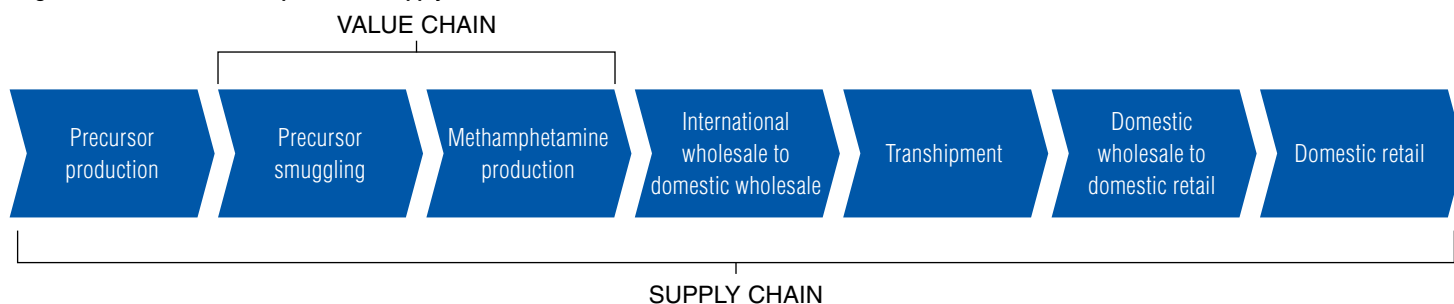 VALUE CHAIN
Precursor
production
Precursor
smuggling
Methamphetamine
production
International
wholesale to
domestic wholesale
Transhipment
Domestic
wholesale to
domestic retail
Domestic retail
SUPPLY CHAIN